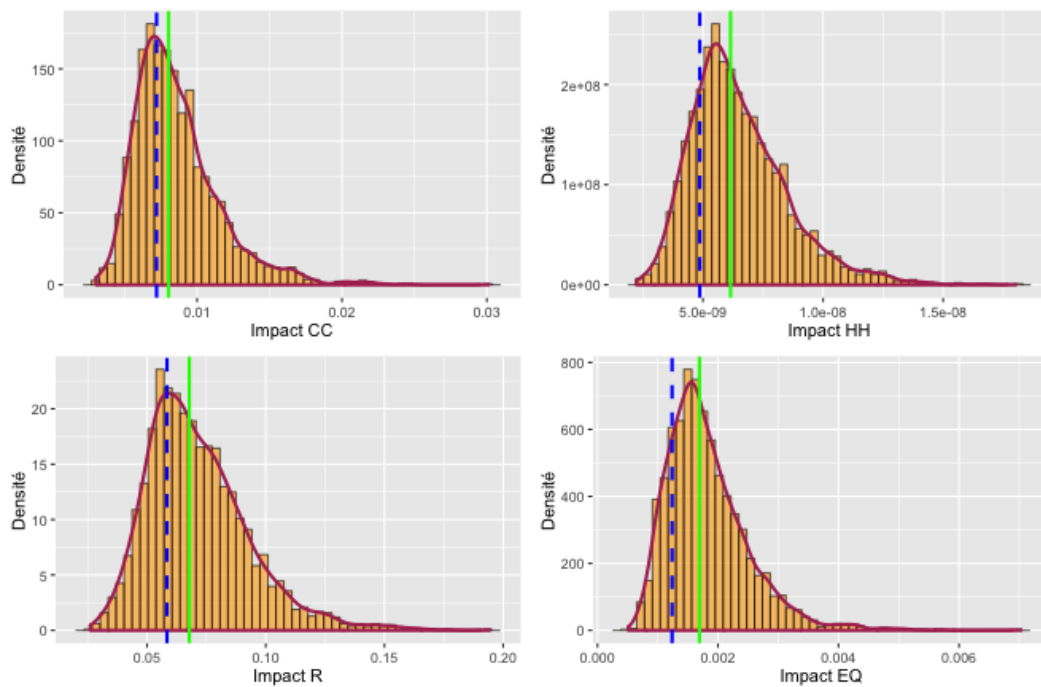 150
100
50
0
Densité
0.01
0.02
0.03
Impact CC
2e+08
1e+08
0e+00
Densité
5.0e-09
1.0e-08
1.5e-08
Impact HH
20
15
10
5
0
Densité
0.05
0.10
0.15
0.20
Impact R
800
600
400
200
0
Densité
0.000
0.002
0.004
0.006
Impact EQ